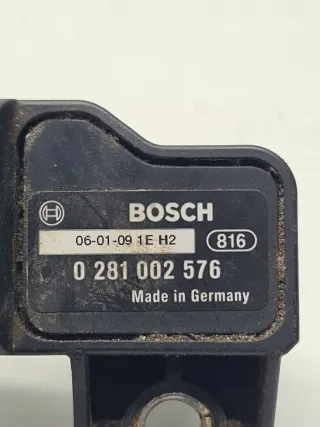 BOSCH
06-01-09 1E H2 816
0 281 002 576
Made in Germany